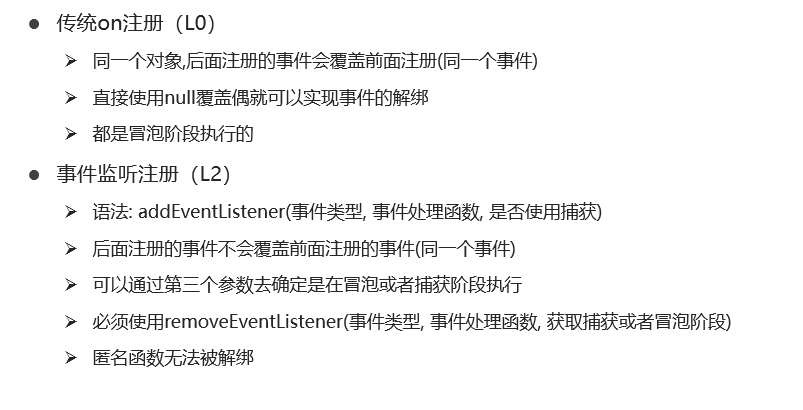 传统on注册（L0）
同一个对象,后面注册的事件会覆盖前面注册(同一个事件)
直接使用null覆盖偶就可以实现事件的解绑
都是冒泡阶段执行的
事件监听注册（L2）
语法: addEventListener(事件类型, 事件处理函数, 是否使用捕获)
后面注册的事件不会覆盖前面注册的事件(同一个事件)
可以通过第三个参数去确定是在冒泡或者捕获阶段执行
必须使用removeEventListener(事件类型, 事件处理函数, 获取捕获或者冒泡阶段)
匿名函数无法被解绑